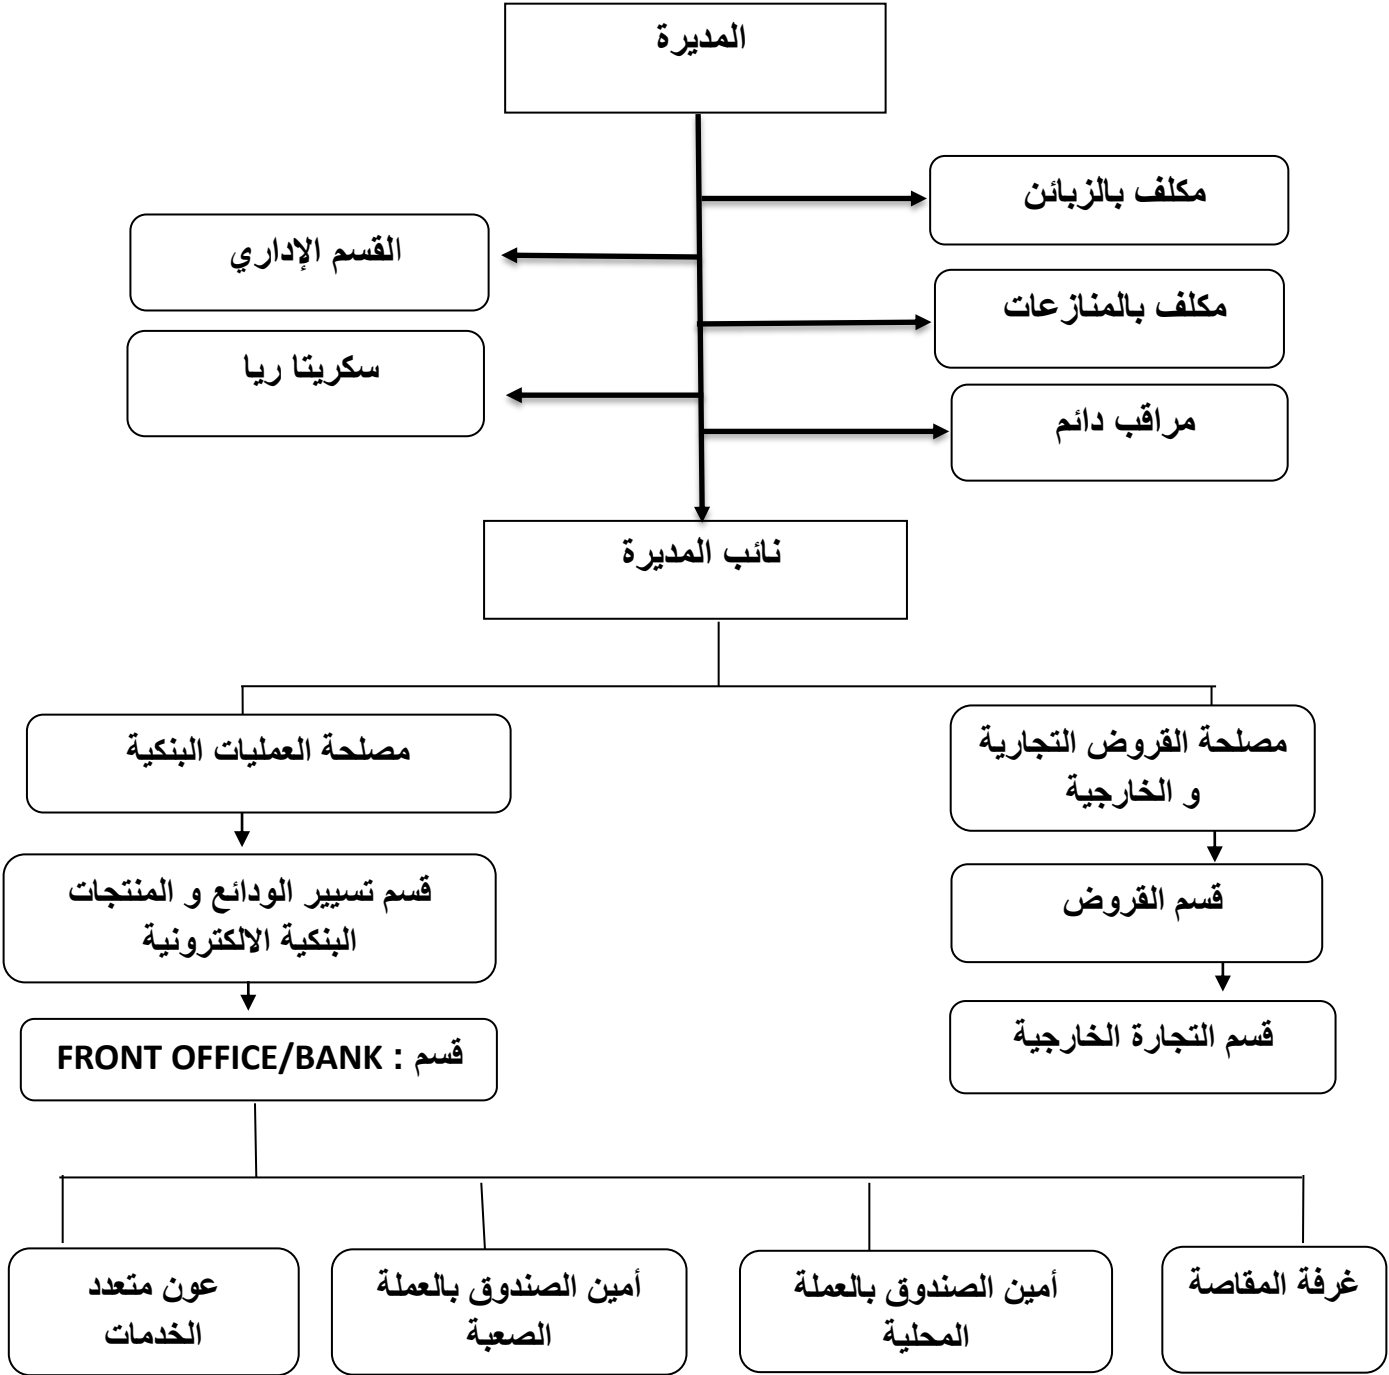 المديرة
مكلف بالزبائن
القسم الإداري
مكلف بالمنازعات
سكريتا ريا
مراقب دائم
نائب المديرة
مصلحة القروض التجارية
و الخارجية
مصلحة العمليات البنكية
قسم القروض
قسم تسيير الودائع و المنتجات
البنكية الالكترونية
قسم التجارة الخارجية
قسم : FRONT OFFICE/BANK
غرفة المقاصة
أمين الصندوق بالعملة
المحلية
أمين الصندوق بالعملة
الصعبة
عون متعدد
الخدمات